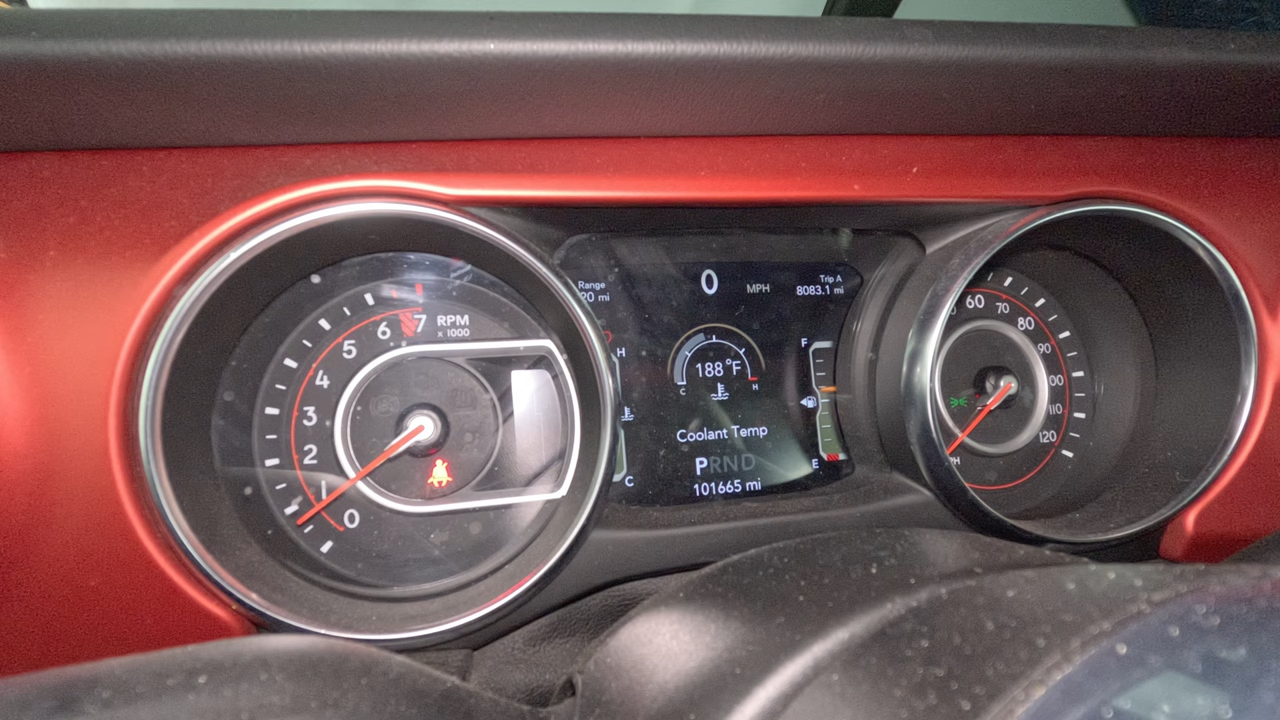 Range
0 MPH
Trip A
8083.1 mi
7 RPM
x 1000
6
5
4
3
2
1
0
H
C
188°F
C H
Coolant Temp
PRND
101665 mi
F
E
60
70
80
90
110
120